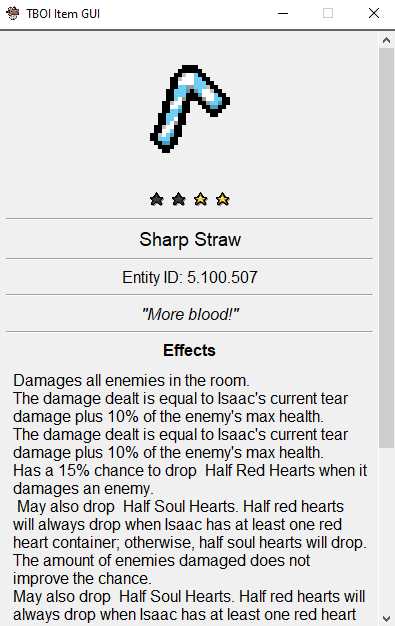 TBOI Item GUI
Sharp Straw
Entity ID: 5.100.507
"More blood!"
Effects
Damages all enemies in the room.
The damage dealt is equal to Isaac's current tear
damage plus 10% of the enemy's max health.
The damage dealt is equal to Isaac's current tear
damage plus 10% of the enemy's max health.
Has a 15% chance to drop  Half Red Hearts when it
damages an enemy.
 May also drop  Half Soul Hearts. Half red hearts
will always drop when Isaac has at least one red
heart container; otherwise, half soul hearts will drop.
The amount of enemies damaged does not
improve the chance.
May also drop  Half Soul Hearts. Half red hearts will
always drop when Isaac has at least one red heart